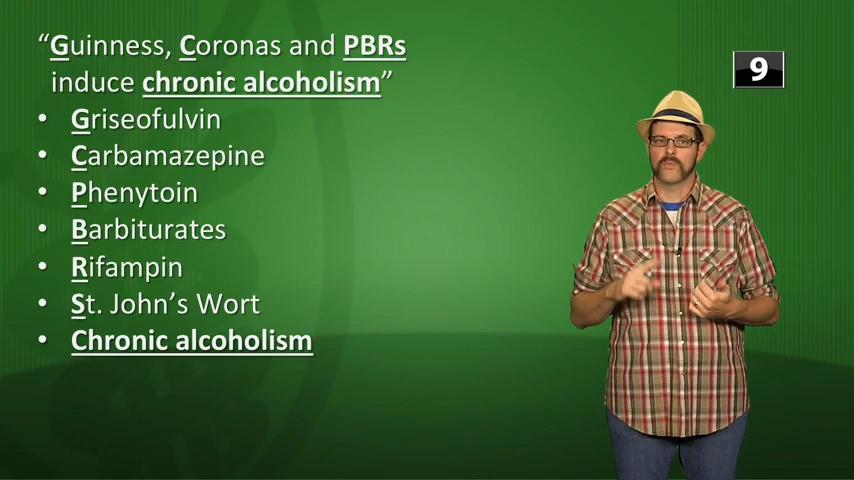 “Guinness, Coronas and PBRs
induce chronic alcoholism”
• Griseofulvin
• Carbamazepine
• Phenytoin
• Barbiturates
• Rifampin
• St. John’s Wort
• Chronic alcoholism
9